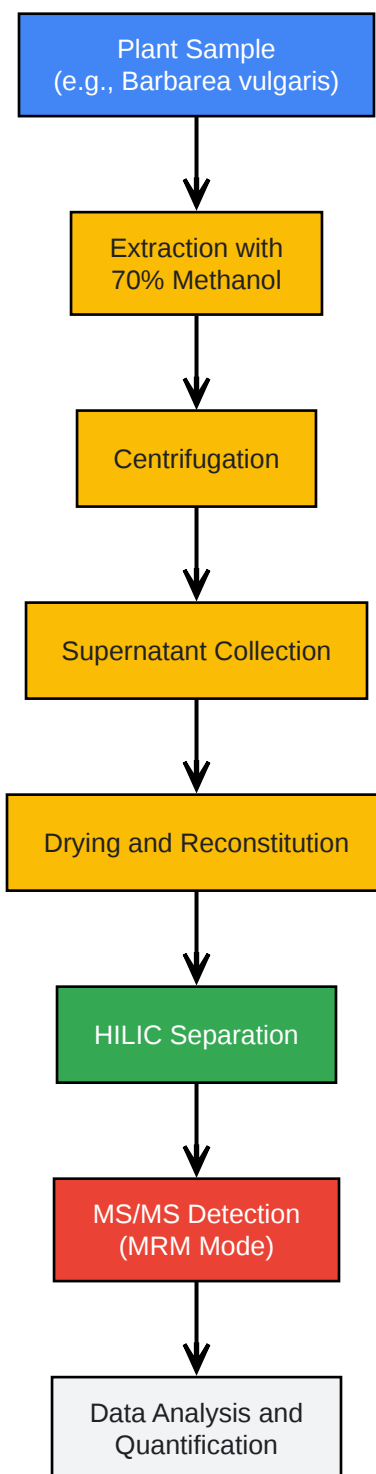 Plant Sample
(e.g., Barbarea vulgaris)
Extraction with
70% Methanol
Centrifugation
Supernatant Collection
Drying and Reconstitution
HILIC Separation
MS/MS Detection
(MRM Mode)
Data Analysis and
Quantification